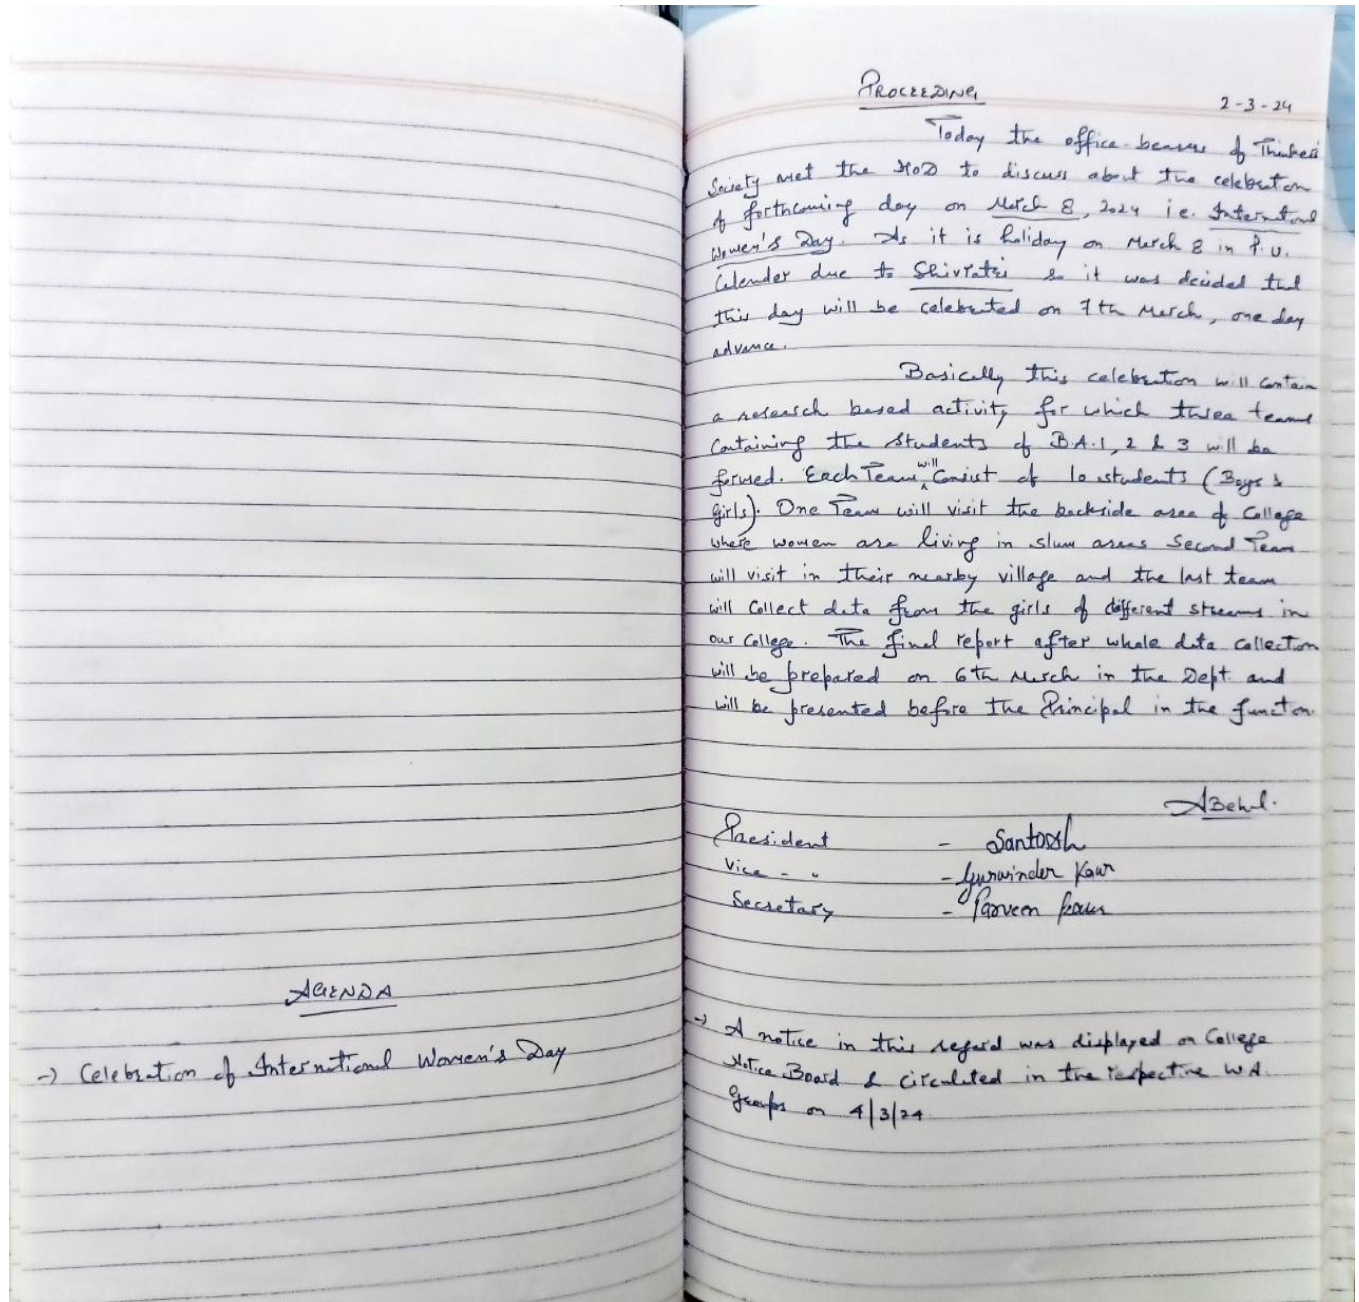 AGENDA
→ Celebration of International Women's Day
PROCEEDING
2-3-24
Today the office bearers of Thinkers
Society met the HOD to discuss about the celebration
of forthcoming day on March 8, 2024 i.e. International
Women's Day. As it is holiday on March 8 in P.U.
Calender due to Shivratri & it was decided that
this day will be celebrated on 7th March, one day
advance.
Basically this celebration will contain
a research based activity for which three teams
containing the students of B.A. 1, 2 & 3 will be
formed. Each Team will consist of 10 students (Boys &
girls). One Team will visit the backside area of College
where women are living in slum areas Second Team
will visit in their nearby village and the last team
will collect data from the girls of different streams in
our College. The final report after whole data collection
will be prepared on 6th March in the Dept. and
will be presented before the Principal in the function.
ABehl.
President - Santosh
Vice - " - Gurwinder Kaur
Secretary - Parveen Kaur
→ A notice in this regard was displayed on College
Notice Board & circulated in the respective W.A.
Groups on 4/3/24